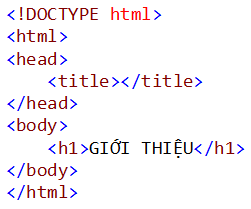 <!DOCTYPE html>
<html>
<head>
<title></title>
</head>
<body>
<h1>GIỚI THIỆU</h1>
</body>
</html>